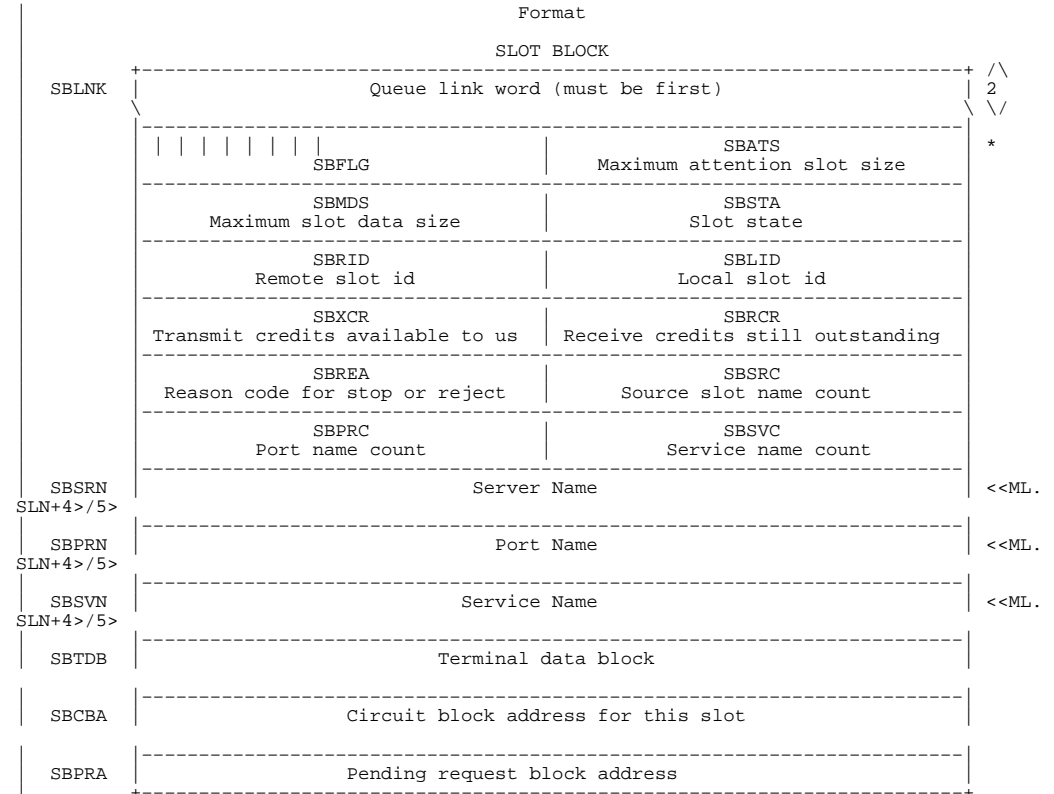 Format
SLOT BLOCK
+------------------------------------------------------------------------+ /\
SBLNK | Queue link word (must be first) | 2
\ \ \/
|------------------------------------------------------------------------|
| | | | | | | | | SBATS | *
SBFLG | Maximum attention slot size
|------------------------------------------------------------------------|
SBMDS | SBSTA
Maximum slot data size | Slot state
|------------------------------------------------------------------------|
SBRID | SBLID
Remote slot id | Local slot id
|------------------------------------------------------------------------|
SBXCR | SBRCR
Transmit credits available to us | Receive credits still outstanding
|------------------------------------------------------------------------|
SBREA | SBSRC
Reason code for stop or reject | Source slot name count
|------------------------------------------------------------------------|
SBPRC | SBSVC
Port name count | Service name count
|------------------------------------------------------------------------|
| SBSRN | Server Name | <<ML.
SLN+4>/5>
|------------------------------------------------------------------------|
| SBPRN | Port Name | <<ML.
SLN+4>/5>
|------------------------------------------------------------------------|
| SBSVN | Service Name | <<ML.
SLN+4>/5>
|------------------------------------------------------------------------|
| SBTDB | Terminal data block |
|------------------------------------------------------------------------|
| SBCBA | Circuit block address for this slot |
|------------------------------------------------------------------------|
| SBPRA | Pending request block address |
+------------------------------------------------------------------------+